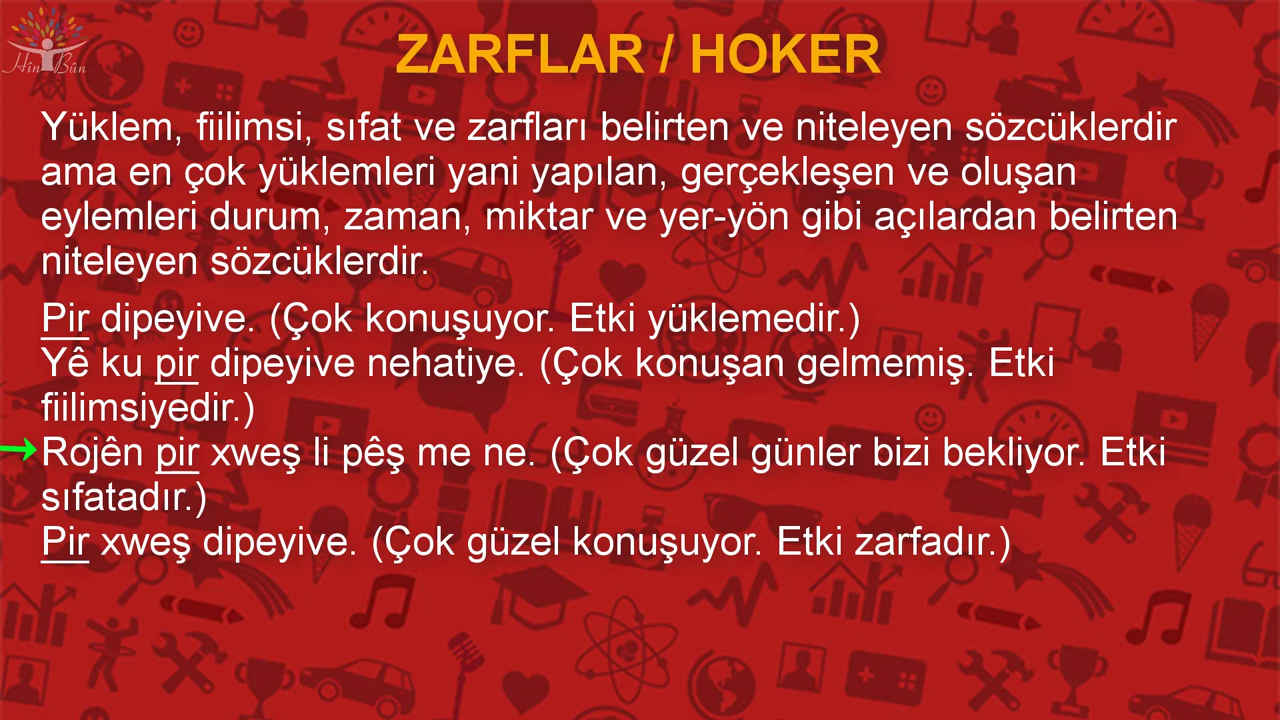 Hîn Bûn
ZARFLAR / HOKER
Yüklem, fiilimsi, sıfat ve zarfları belirten ve niteleyen sözcüklerdir
ama en çok yüklemleri yani yapılan, gerçekleşen ve oluşan
eylemleri durum, zaman, miktar ve yer-yön gibi açılardan belirten
niteleyen sözcüklerdir.
Pir dipeyive. (Çok konuşuyor. Etki yüklemedir.)
Yê ku pir dipeyive nehatiye. (Çok konuşan gelmemiş. Etki
fiilimsiyedir.)
Rojên pir xweş li pêş me ne. (Çok güzel günler bizi bekliyor. Etki
sıfatadır.)
Pir xweş dipeyive. (Çok güzel konuşuyor. Etki zarfadır.)